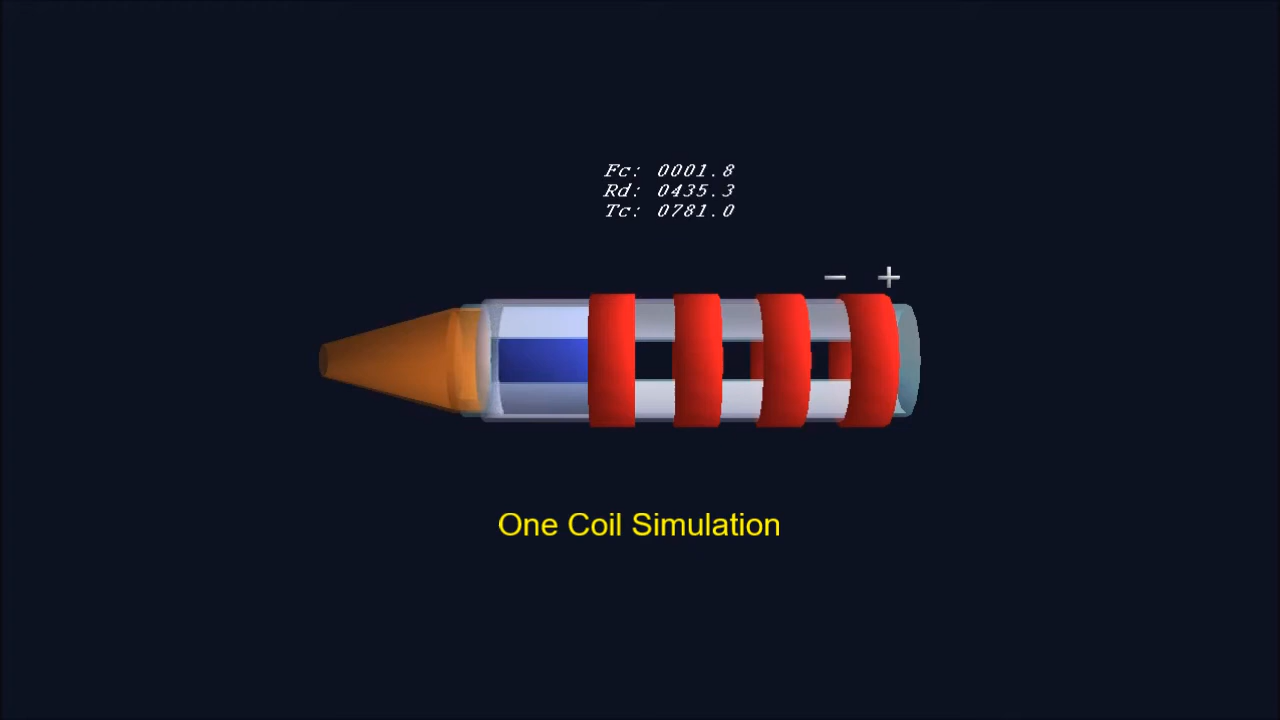 Fc: 0001.8
Rd: 0435.3
Tc: 0781.0
− +
One Coil Simulation